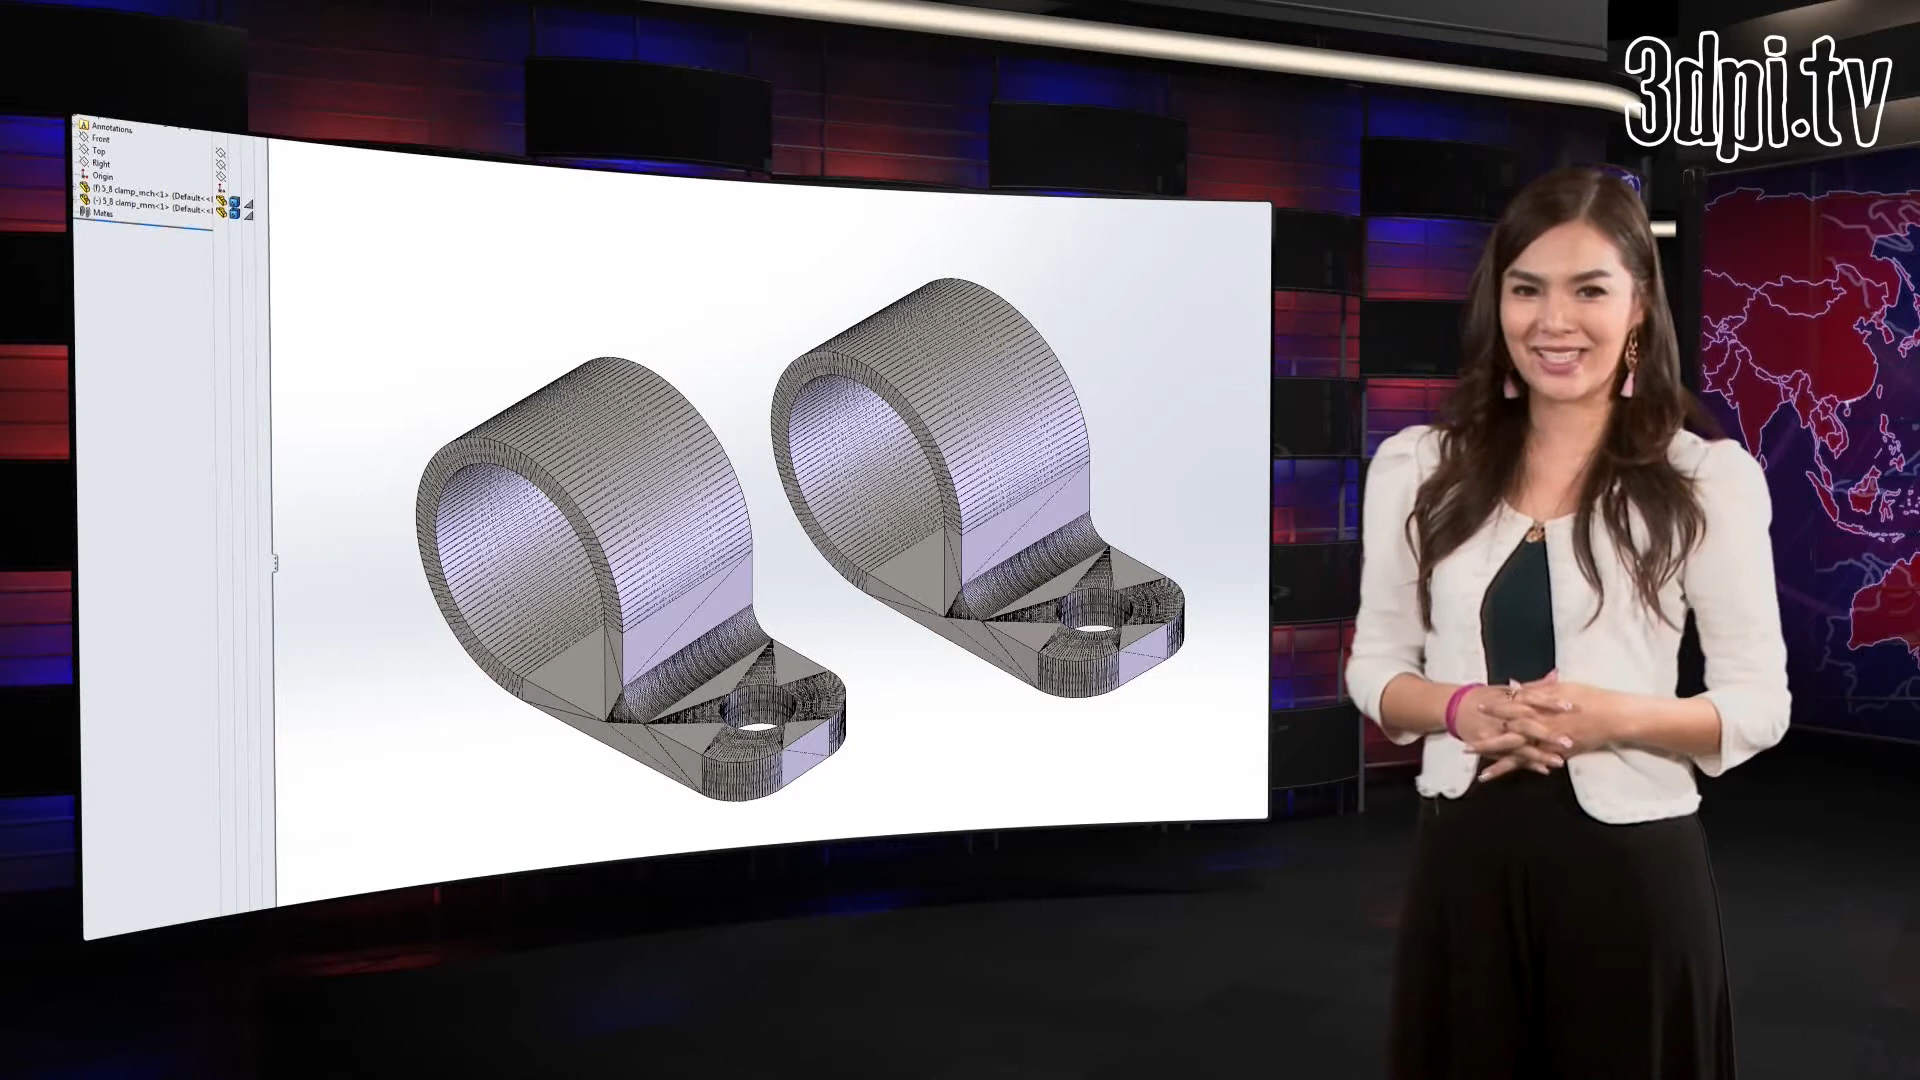 3dpi.tv
Annotations
Front
Top
Right
Origin
(f) 5_8 clamp_inch<1> (Default<<
(-) 5_8 clamp_mm<1> (Default<<
Mates